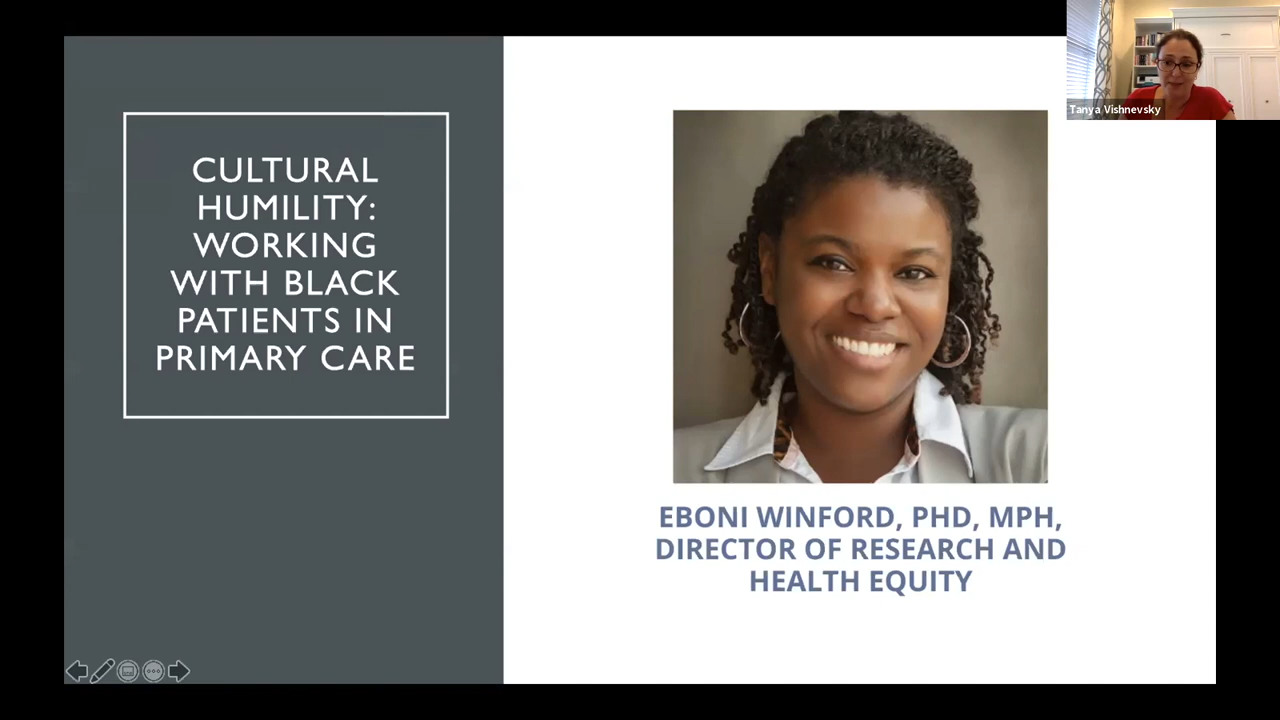 CULTURAL
HUMILITY:
WORKING
WITH BLACK
PATIENTS IN
PRIMARY CARE
EBONI WINFORD, PHD, MPH,
DIRECTOR OF RESEARCH AND
HEALTH EQUITY
Tanya Vishnevsky